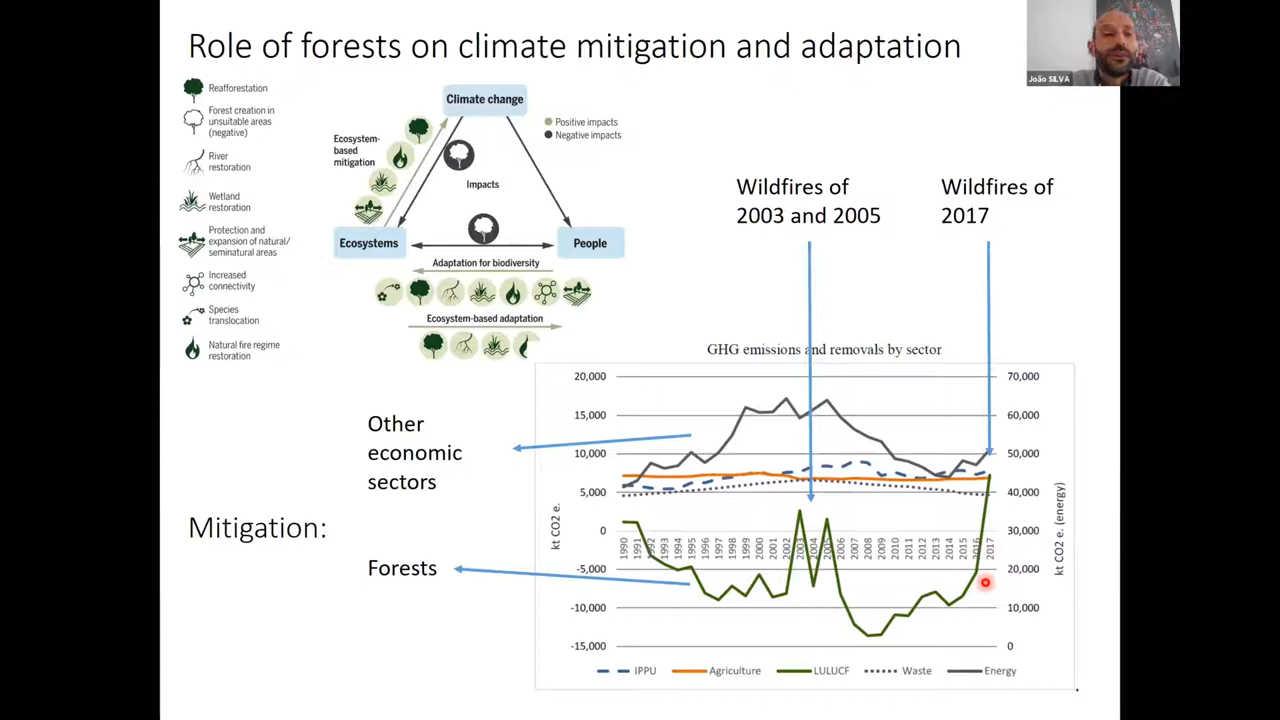 Role of forests on climate mitigation and adaptation
João SILVA
Reafforestation
Forest creation in
unsuitable areas
(negative)
River
restoration
Wetland
restoration
Protection and
expansion of natural/
seminatural areas
Increased
connectivity
Species
translocation
Natural fire regime
restoration
Climate change
Positive impacts
Negative impacts
Ecosystem-
based
mitigation
Impacts
Ecosystems
People
Adaptation for biodiversity
Ecosystem-based adaptation
Wildfires of
2003 and 2005
Wildfires of
2017
Other
economic
sectors
Mitigation:
Forests
GHG emissions and removals by sector
20,000
15,000
10,000
5,000
0
-5,000
-10,000
-15,000
kt CO2 e.
1990
1991
1992
1993
1994
1995
1996
1997
1998
1999
2000
2001
2002
2003
2004
2005
2006
2007
2008
2009
2010
2011
2012
2013
2014
2015
2016
2017
70,000
60,000
50,000
40,000
30,000
20,000
10,000
0
kt CO2 e. (energy)
IPPU Agriculture LULUCF Waste Energy